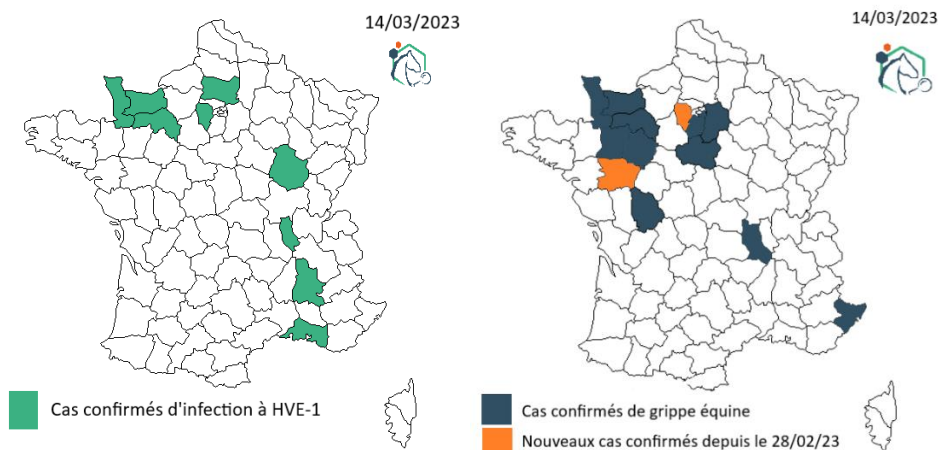 14/03/2023
Cas confirmés d'infection à HVE-1
14/03/2023
Cas confirmés de grippe équine
Nouveaux cas confirmés depuis le 28/02/23